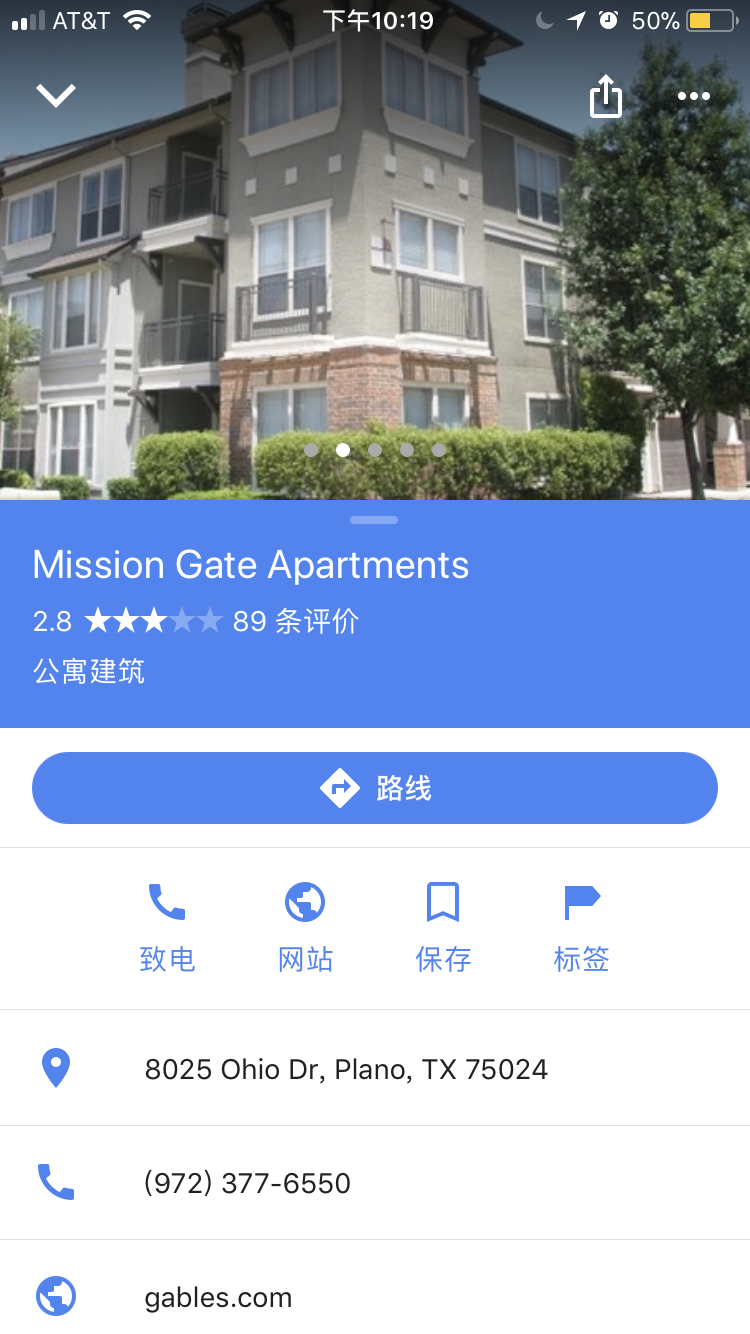 AT&T 下午10:19 50%
Mission Gate Apartments
2.8 89 条评价
公寓建筑
路线
致电 网站 保存 标签
8025 Ohio Dr, Plano, TX 75024
(972) 377-6550
gables.com